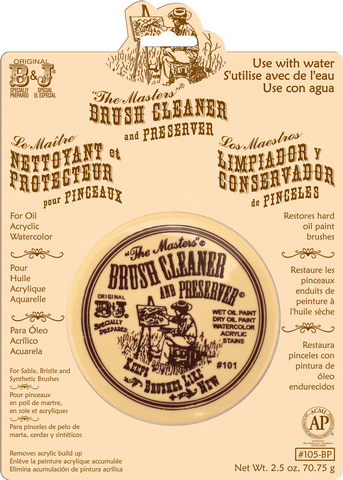 ORIGINAL
B&J
SPECIALLY PREPARED
SPECIAL EL ESPECIAL
Use with water
S'utilise avec de l'eau
Use con agua
"The Masters"®
BRUSH CLEANER
and PRESERVER
Le Maître
NETTOYANT et
PROTECTEUR
pour PINCEAUX
Los Maestros
LIMPIADOR y
CONSERVADOR
de PINCELES
For Oil
Acryclic
Watercolor
Pour
Huile
Acrylique
Aquarelle
Para Óleo
Acrílico
Acuarela
For Sable, Bristle and
Synthetic Brushes
Pour pinceaux
en poil de martre,
en soie et acryliques
Para pinceles de pelo de
marta, cerdas y sintéticos
Removes acrylic build up
Enlève la peinture acrylique accumulée
Elimina acumulación de pintura acrílica
"The Masters"©
BRUSH CLEANER
AND PRESERVER©
ORIGINAL
B&J
SPECIALLY
PREPARED
WET OIL PAINT
DRY OIL PAINT
WATERCOLOR
ACRYLIC
STAINS
#101
KEEPS
BRUSHES LIKE
NEW
Restores hard
oil paint
brushes
Restaure les
pinceaux
enduits de
peinture à
l'huile sèche
Restaura
pinceles con
pintura de
óleo
endurecidos
ACMI
AP
#105-BP
Net Wt. 2.5 oz, 70.75 g